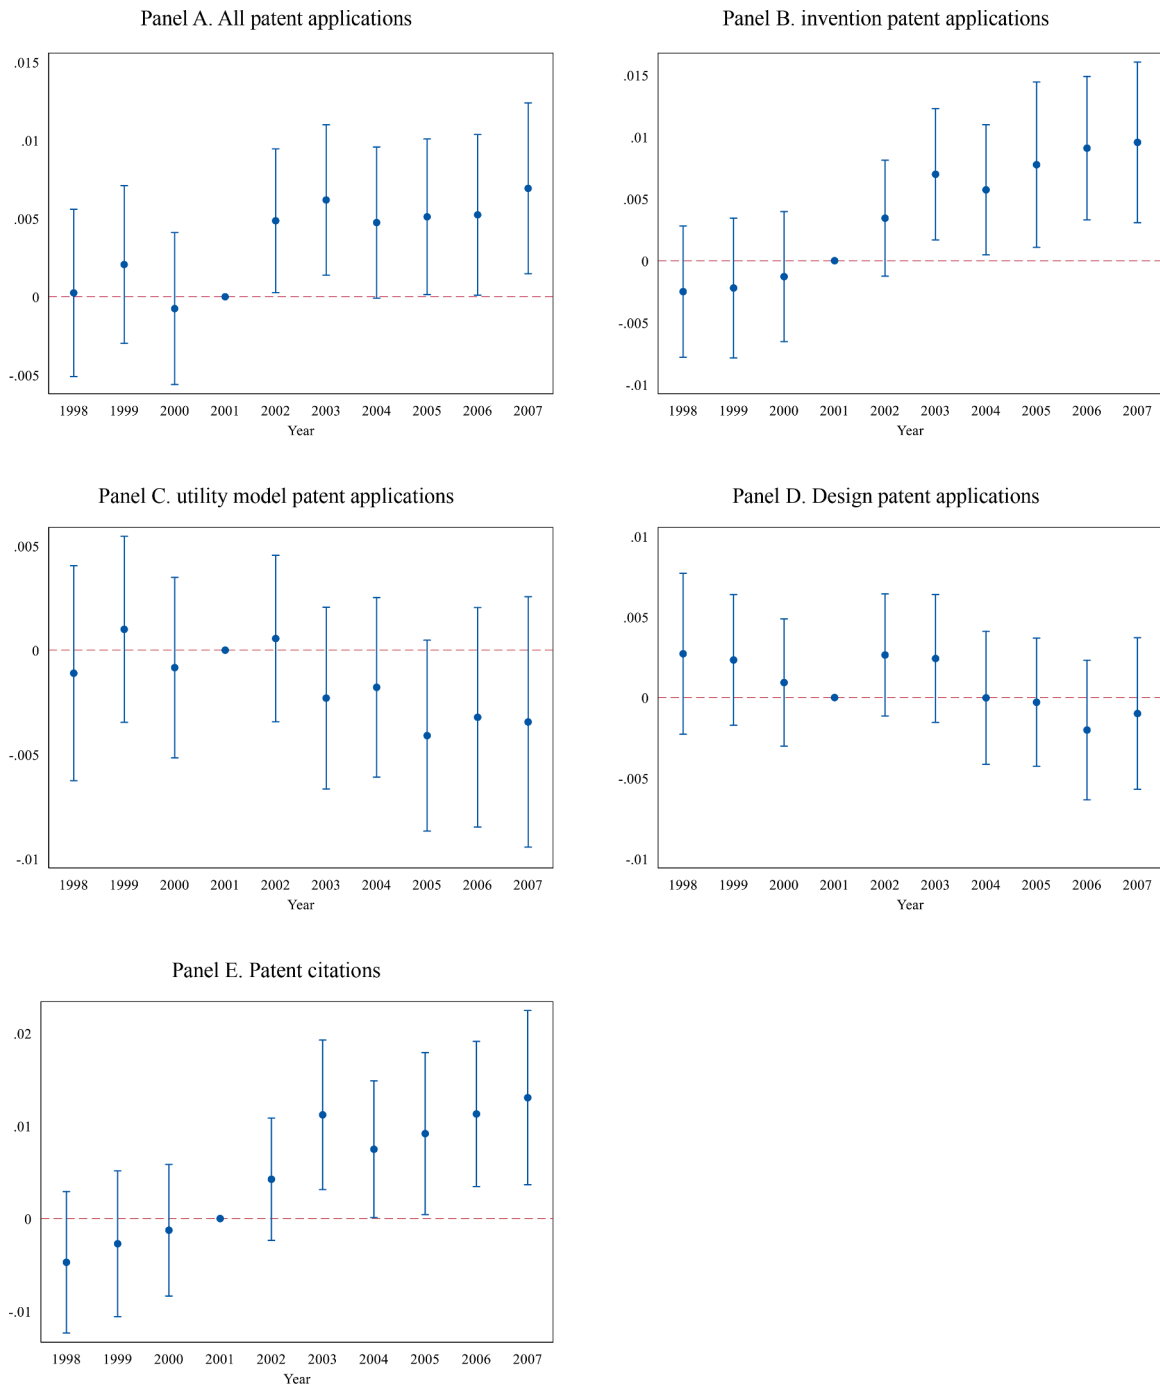 Panel A. All patent applications
.015
.01
.005
0
-.005
1998 1999 2000 2001 2002 2003 2004 2005 2006 2007
Year
Panel B. invention patent applications
.015
.01
.005
0
-.005
-.01
1998 1999 2000 2001 2002 2003 2004 2005 2006 2007
Year
Panel C. utility model patent applications
.005
0
-.005
-.01
1998 1999 2000 2001 2002 2003 2004 2005 2006 2007
Year
Panel D. Design patent applications
.01
.005
0
-.005
-.01
1998 1999 2000 2001 2002 2003 2004 2005 2006 2007
Year
Panel E. Patent citations
.02
.01
0
-.01
1998 1999 2000 2001 2002 2003 2004 2005 2006 2007
Year